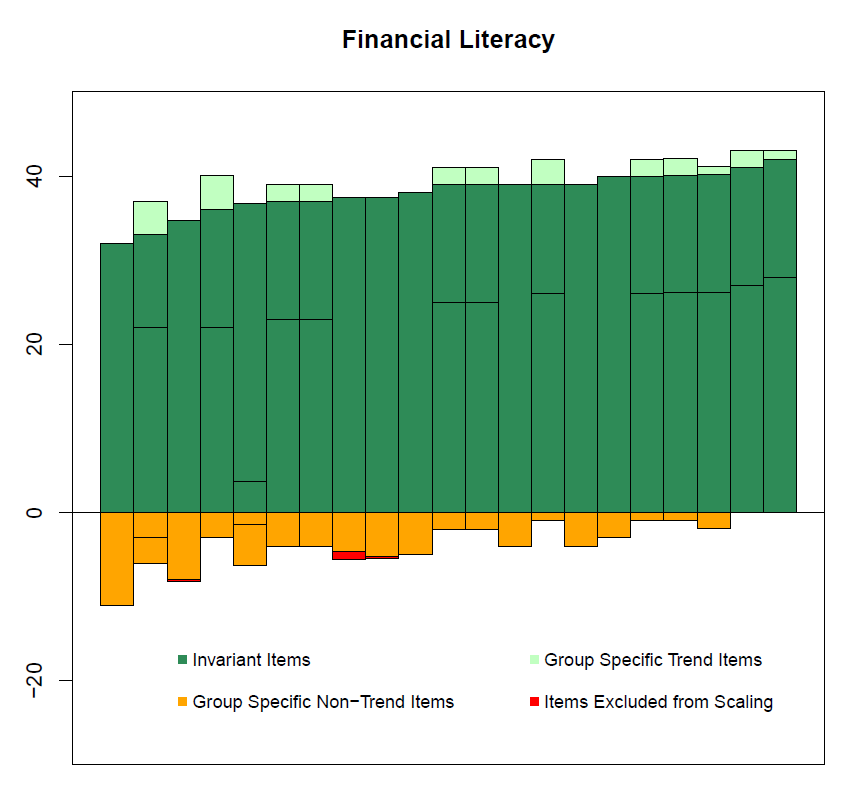 Financial Literacy
40
20
0
−20
Invariant Items
Group Specific Trend Items
Group Specific Non−Trend Items
Items Excluded from Scaling